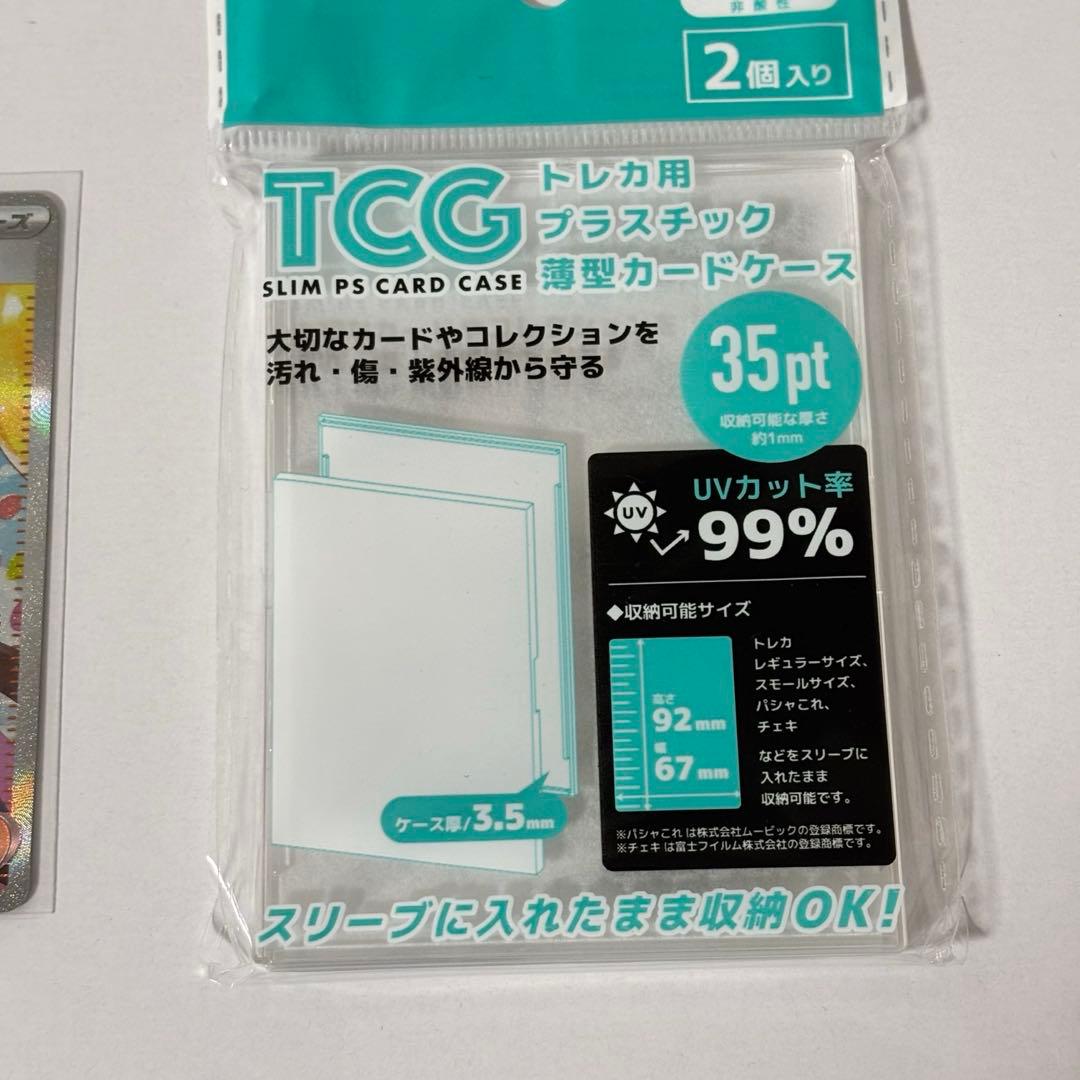 非酸性
2個入り
TCG
SLIM PS CARD CASE
トレカ用
プラスチック
薄型カードケース
大切なカードやコレクションを
汚れ・傷・紫外線から守る
35pt
収納可能な厚さ
約1mm
UV
UVカット率
99%
◆収納可能サイズ
高さ
92mm
幅
67mm
トレカ
レギュラーサイズ、
スモールサイズ、
パシャこれ、
チェキ
などをスリーブに
入れたまま
収納可能です。
※パシャこれ は株式会社ムービックの登録商標です。
※チェキ は富士フイルム株式会社の登録商標です。
ケース厚/3.5mm
スリーブに入れたまま収納OK!
ーズ